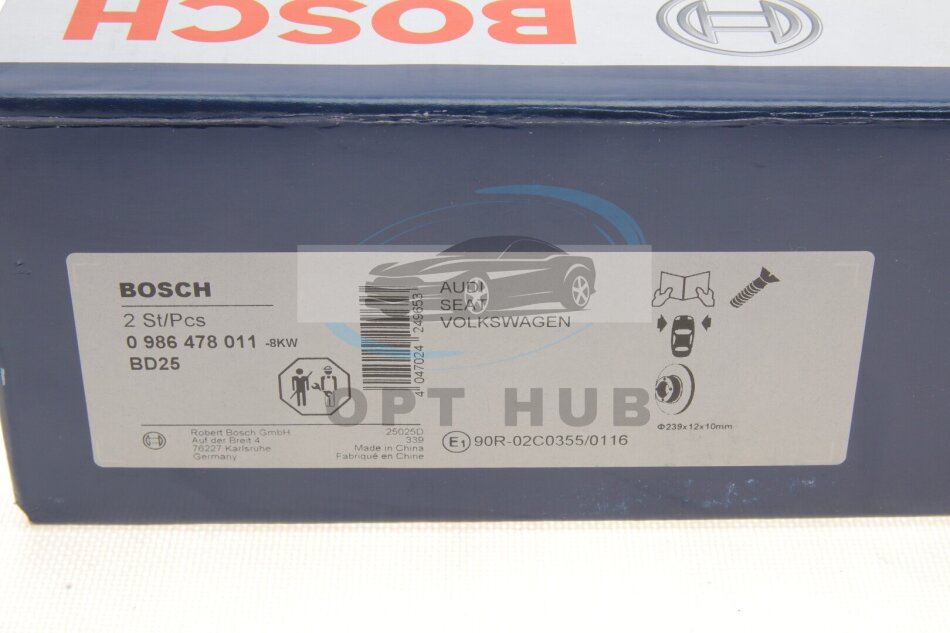 BOSCH
BOSCH
2 St/Pcs
0 986 478 011 -8KW
BD25
4 047024 249653
AUDI
SEAT
VOLKSWAGEN
OPT HUB
Φ239x12x10mm
Robert Bosch GmbH
Auf der Breit 4
76227 Karlsruhe
Germany
25025D
339
Made in China
Fabriqué en Chine
E1 90R-02C0355/0116